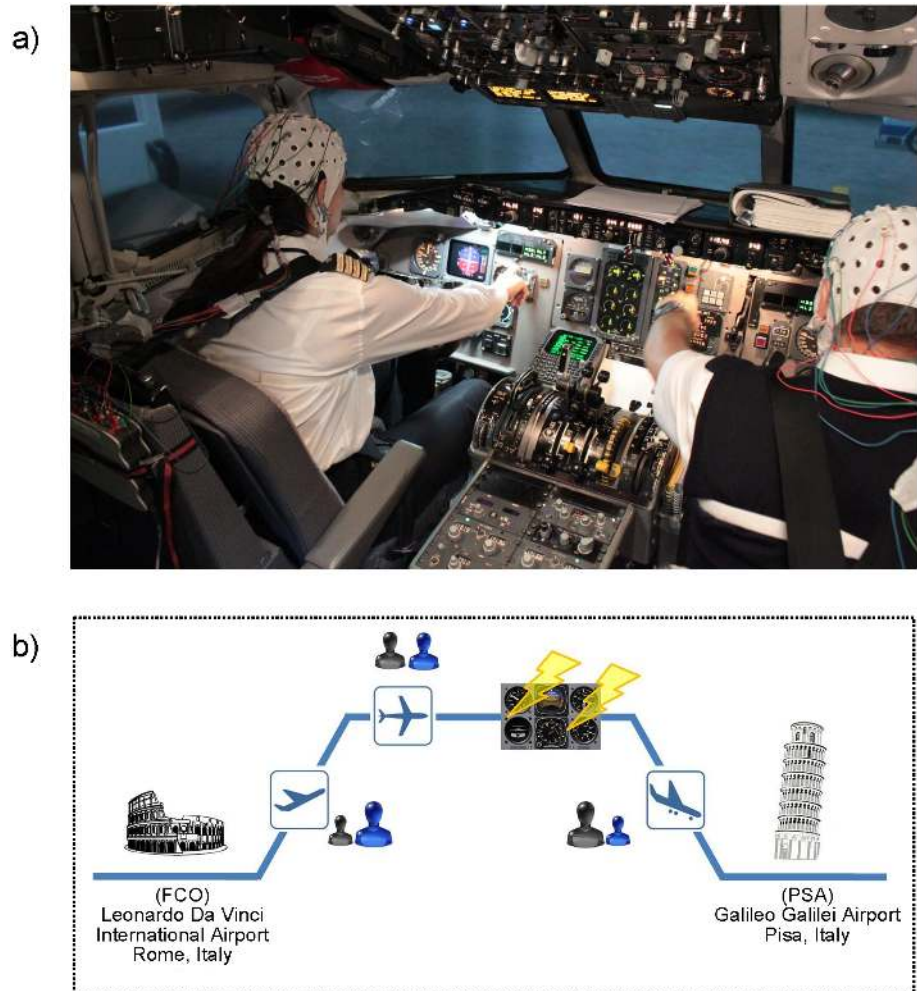 a)
b)
(FCO)
Leonardo Da Vinci
International Airport
Rome, Italy
(PSA)
Galileo Galilei Airport
Pisa, Italy